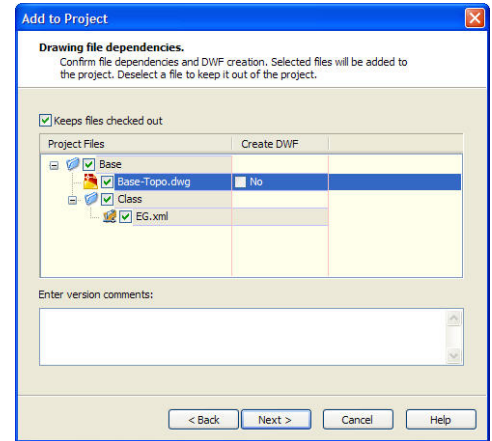 Add to Project
Drawing file dependencies.
Confirm file dependencies and DWF creation. Selected files will be added to
the project. Deselect a file to keep it out of the project.
Keeps files checked out
Project Files Create DWF
Base
Base-Topo.dwg No
Class
EG.xml
Enter version comments:
< Back Next > Cancel Help